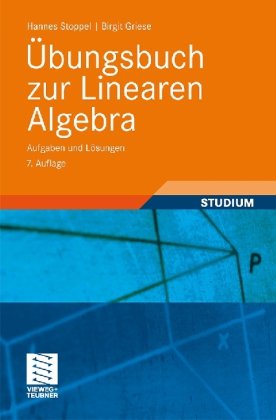 Hannes Stoppel | Birgit Griese
Übungsbuch
zur Linearen
Algebra
Aufgaben und Lösungen
7. Auflage
STUDIUM
P
x
VIEWEG+
TEUBNER